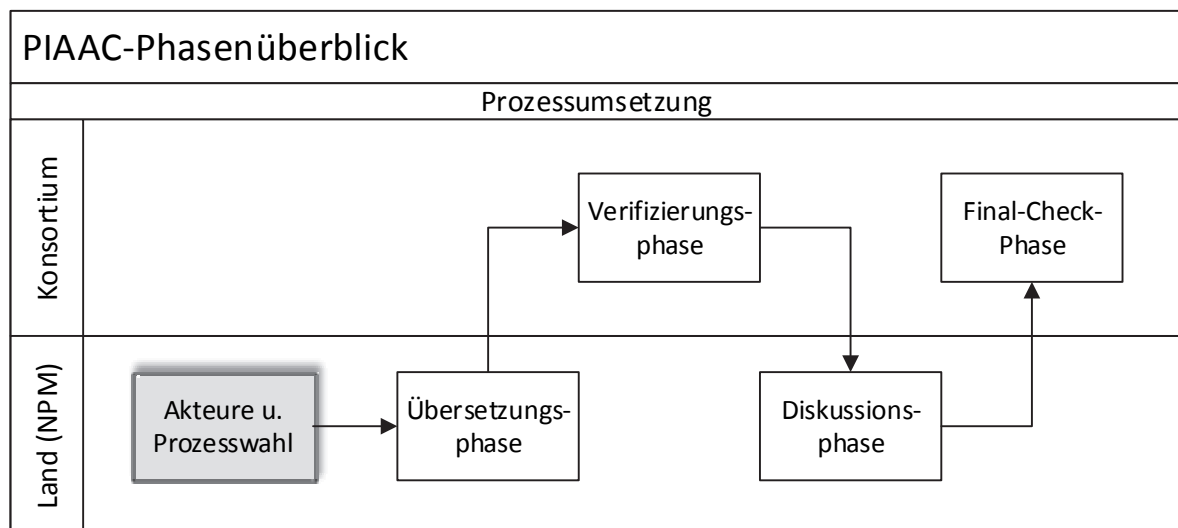 PIAAC-Phasenüberblick
Prozessumsetzung
Konsortium
Verifizierungs-
phase
Final-Check-
Phase
Land (NPM)
Akteure u.
Prozesswahl
Übersetzungs-
phase
Diskussions-
phase